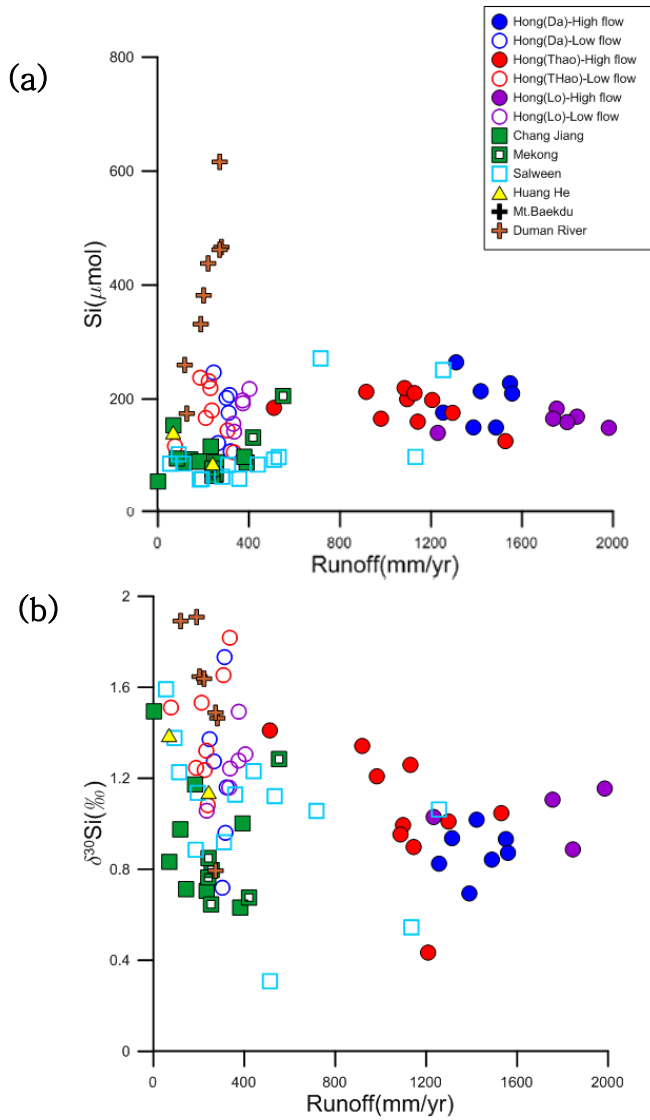 (a)
800
600
400
200
0
Si(μmol)
0 400 800 1200 1600 2000
Runoff(mm/yr)
Hong(Da)-High flow
Hong(Da)-Low flow
Hong(Thao)-High flow
Hong(THao)-Low flow
Hong(Lo)-High flow
Hong(Lo)-Low flow
Chang Jiang
Mekong
Salween
Huang He
Mt.Baekdu
Duman River
(b)
2
1.6
1.2
0.8
0.4
0
δ³⁰Si(‰)
0 400 800 1200 1600 2000
Runoff(mm/yr)